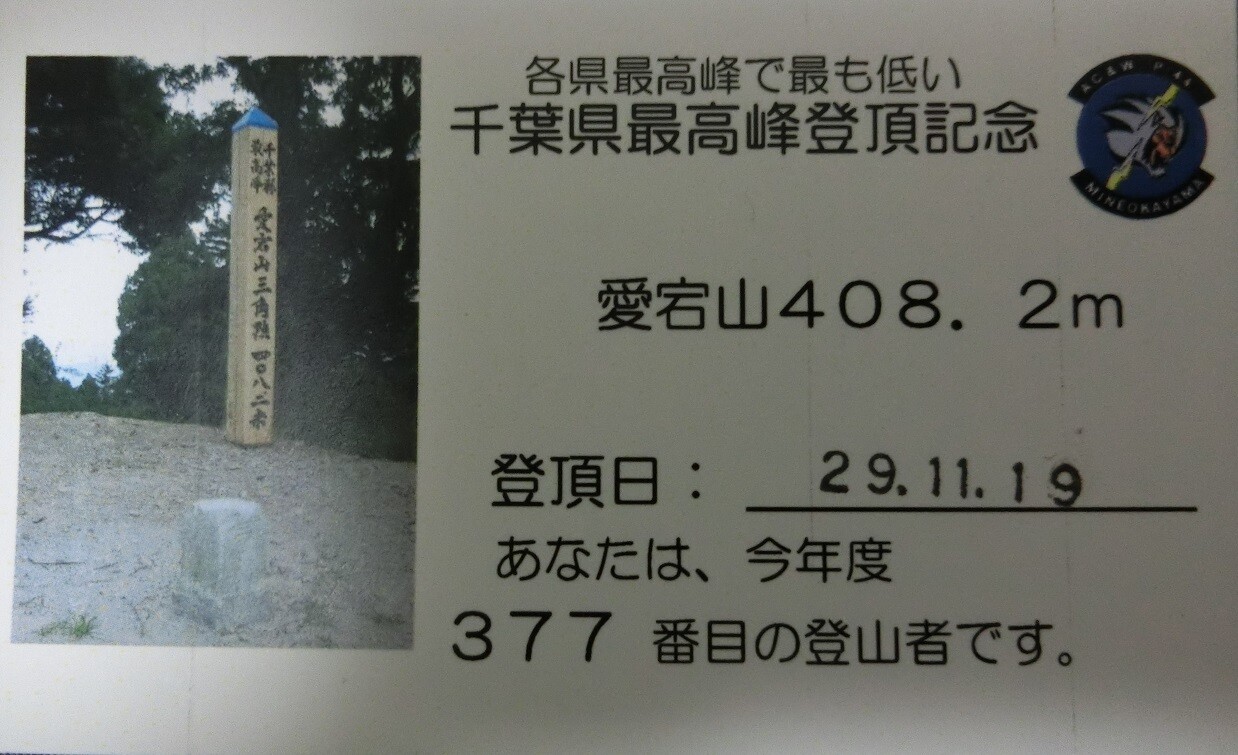 各県最高峰で最も低い
千葉県最高峰登頂記念
AC&W P-44
MINEOKAYAMA
愛宕山408.2m
登頂日: 29.11.19
あなたは、今年度
377 番目の登山者です。
千葉県
最高峰
愛宕山三角点 四〇八.二米